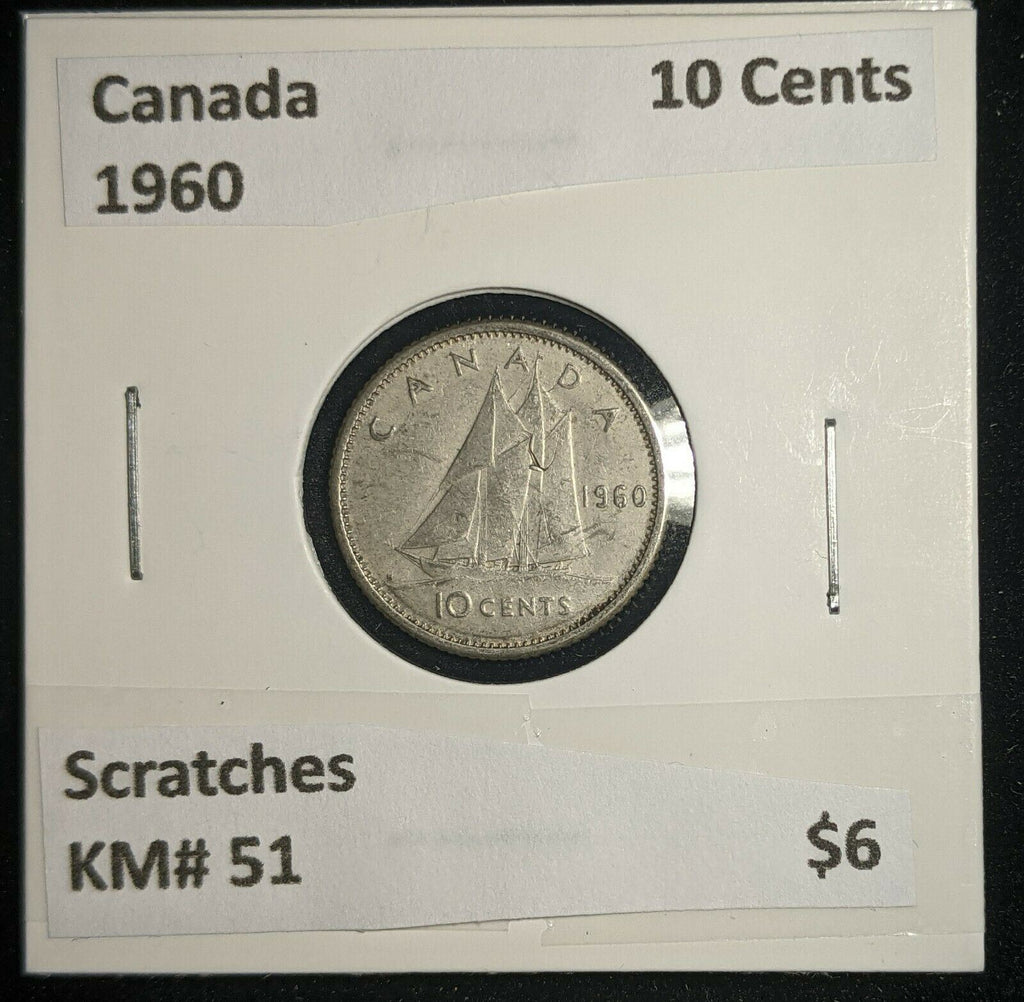 Canada 10 Cents
1960
CANADA
1960
10 CENTS
Scratches
KM# 51 $6